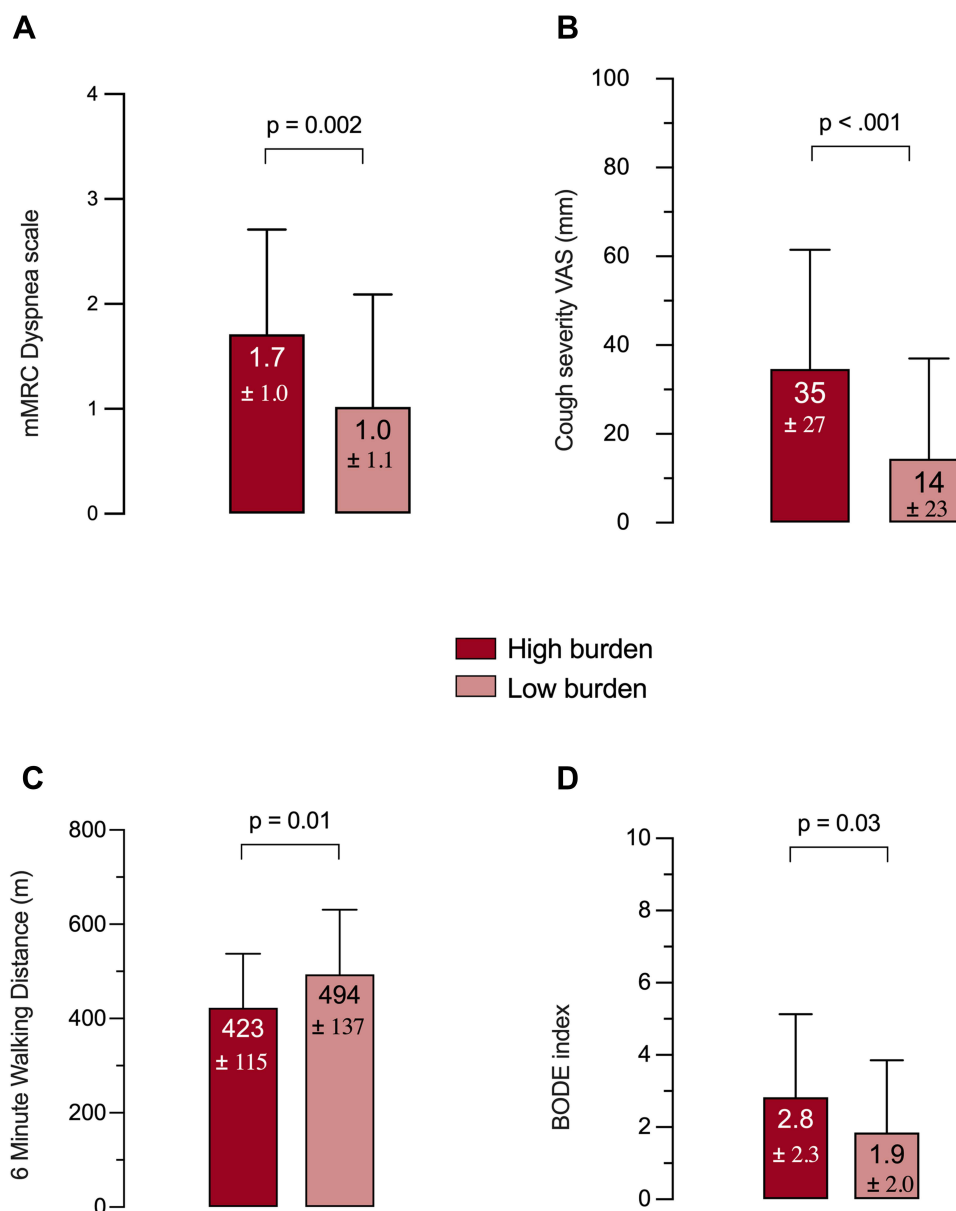 A
mMRC Dyspnea scale
4
3
2
1
0
p = 0.002
1.7
± 1.0
1.0
± 1.1
B
Cough severity VAS (mm)
100
80
60
40
20
0
p < .001
35
± 27
14
± 23
High burden
Low burden
C
6 Minute Walking Distance (m)
800
600
400
200
0
p = 0.01
423
± 115
494
± 137
D
BODE index
10
8
6
4
2
0
p = 0.03
2.8
± 2.3
1.9
± 2.0